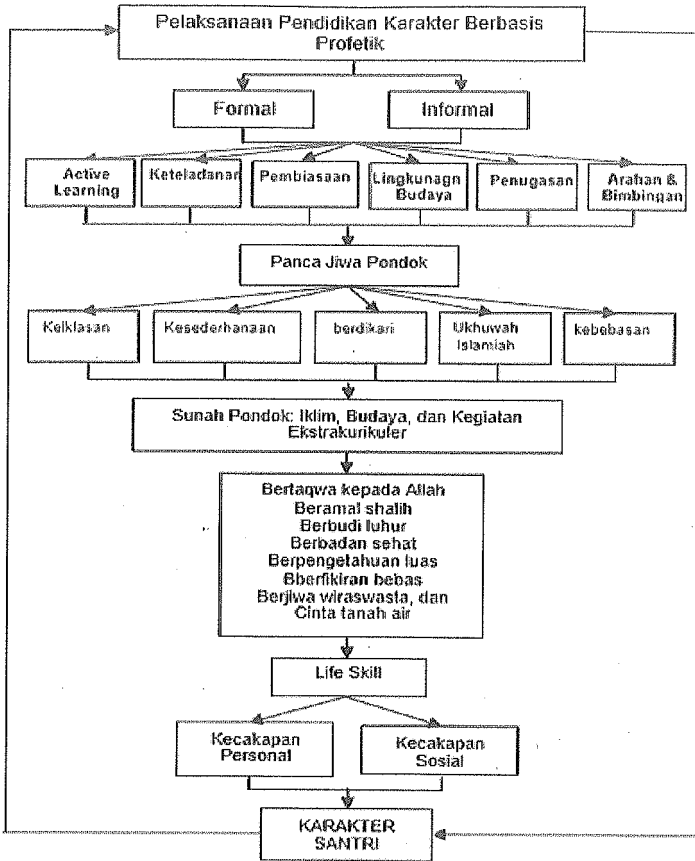 Pelaksanaan Pendidikan Karakter Berbasis
Profetik
Formal
Informal
Active
Learning
Keteladanan
Pembiasaan
Lingkunagn
Budaya
Penugasan
Arahan &
Bimbingan
Panca Jiwa Pondok
Keiklasan
Kesederhanaan
berdikari
Ukhuwah
Islamiah
kebebasan
Sunah Pondok: Iklim, Budaya, dan Kegiatan
Ekstrakurikuler
Bertaqwa kepada Allah
Beramal shalih
Berbudi luhur
Berbadan sehat
Berpengetahuan luas
Bberfikiran bebas
Berjiwa wiraswasta, dan
Cinta tanah air
Life Skill
Kecakapan
Personal
Kecakapan
Sosial
KARAKTER
SANTRI